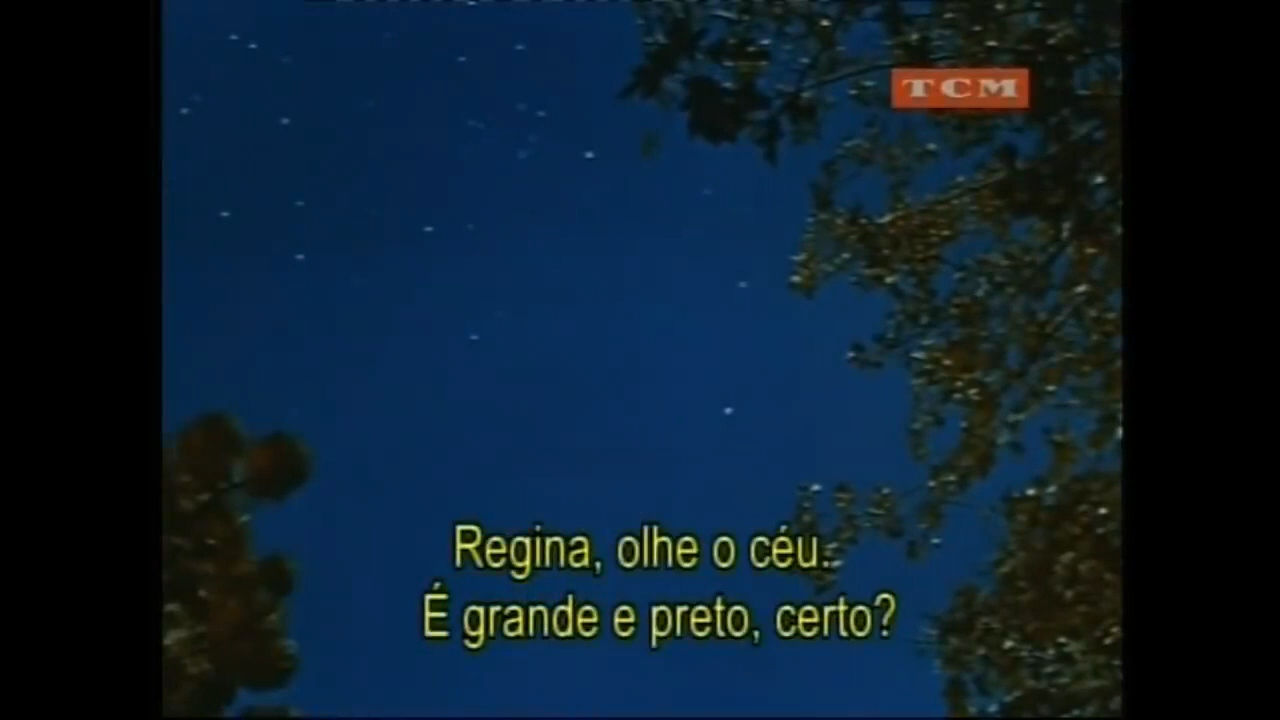 TCM
Regina, olhe o céu.
É grande e preto, certo?